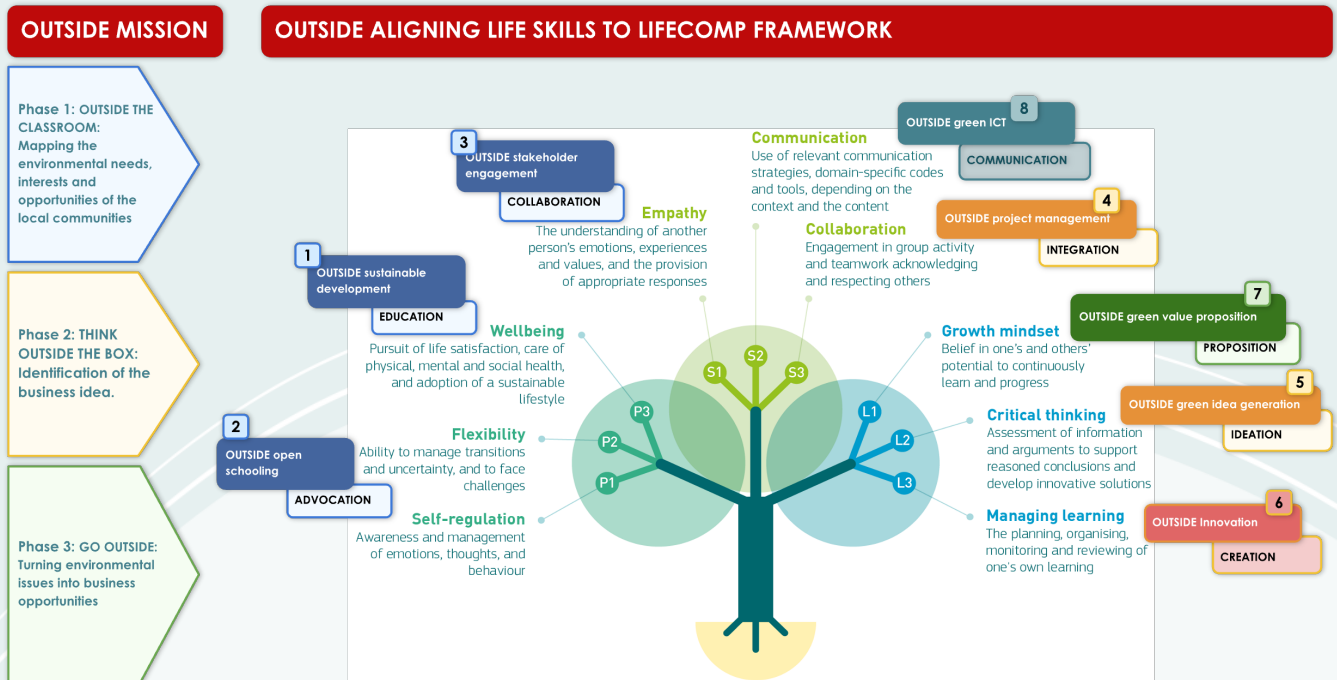 OUTSIDE MISSION
OUTSIDE ALIGNING LIFE SKILLS TO LIFECOMP FRAMEWORK
Phase 1: OUTSIDE THE
CLASSROOM:
Mapping the
environmental needs,
interests and
opportunities of the
local communities
Phase 2: THINK
OUTSIDE THE BOX:
Identification of the
business idea.
Phase 3: GO OUTSIDE:
Turning environmental
issues into business
opportunities
3
OUTSIDE stakeholder
engagement
COLLABORATION
1
OUTSIDE sustainable
development
EDUCATION
2
OUTSIDE open
schooling
ADVOCATION
Empathy
The understanding of another
person's emotions, experiences
and values, and the provision
of appropriate responses
Wellbeing
Pursuit of life satisfaction, care of
physical, mental and social health,
and adoption of a sustainable
lifestyle
Flexibility
Ability to manage transitions
and uncertainty, and to face
challenges
Self-regulation
Awareness and management
of emotions, thoughts, and
behaviour
Communication
Use of relevant communication
strategies, domain-specific codes
and tools, depending on the
context and the content
Collaboration
Engagement in group activity
and teamwork acknowledging
and respecting others
S1
S2
S3
P3
P2
P1
L1
L2
L3
Growth mindset
Belief in one's and others'
potential to continuously
learn and progress
Critical thinking
Assessment of information
and arguments to support
reasoned conclusions and
develop innovative solutions
Managing learning
The planning, organising,
monitoring and reviewing of
one's own learning
8
OUTSIDE green ICT
COMMUNICATION
4
OUTSIDE project management
INTEGRATION
7
OUTSIDE green value proposition
PROPOSITION
5
OUTSIDE green idea generation
IDEATION
6
OUTSIDE Innovation
CREATION